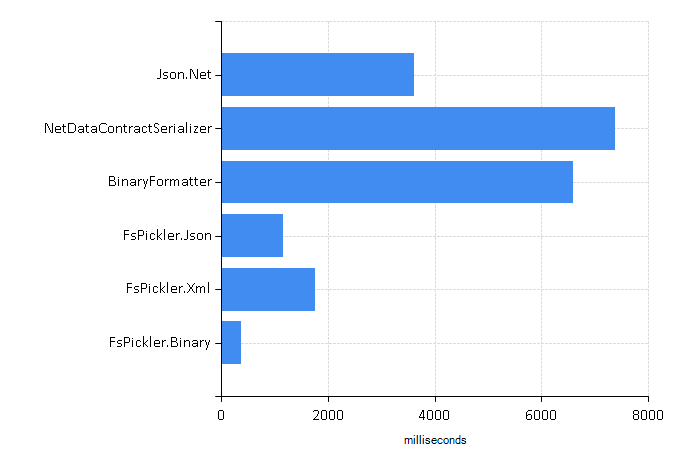 Json.Net
NetDataContractSerializer
BinaryFormatter
FsPickler.Json
FsPickler.Xml
FsPickler.Binary
0 2000 4000 6000 8000
milliseconds